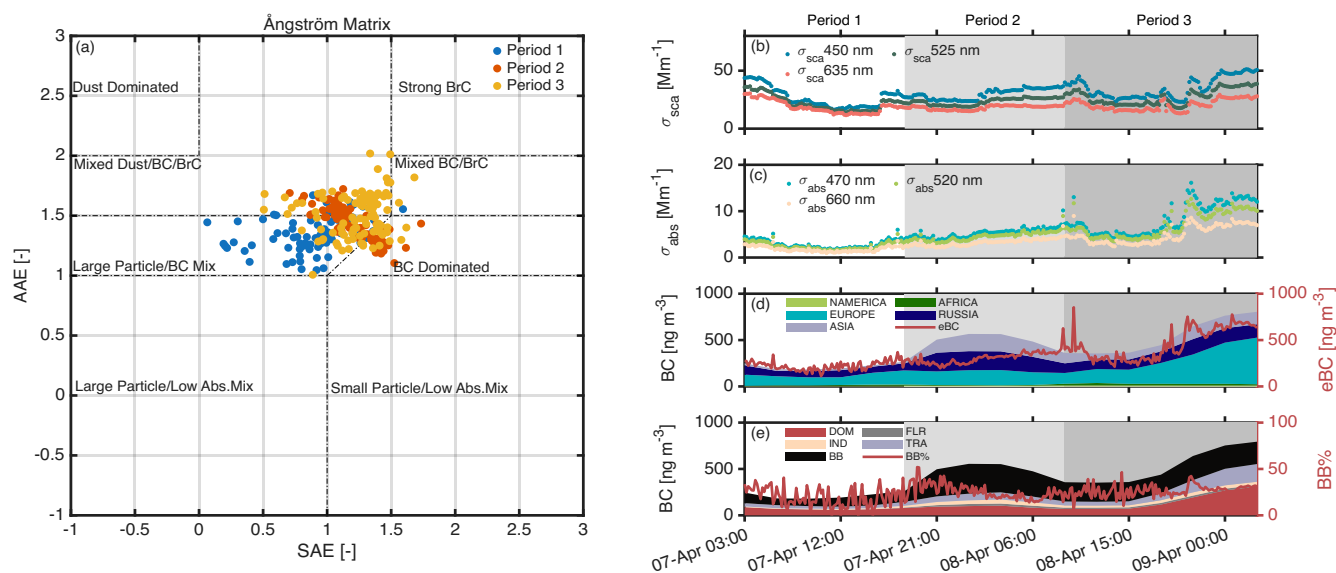 Ångström Matrix
(a)
Period 1
Period 2
Period 3
Dust Dominated
Strong BrC
Mixed Dust/BC/BrC
Mixed BC/BrC
Large Particle/BC Mix
BC Dominated
Large Particle/Low Abs.Mix
Small Particle/Low Abs.Mix
3
2.5
2
1.5
1
0.5
0
-0.5
-1
AAE [-]
-1 0 0.5 1 1.5 2 2.5 3
SAE [-]
Period 1 Period 2 Period 3
(b)
σsca 450 nm σsca 525 nm
σsca 635 nm
50
0
σsca [Mm-1]
(c)
σabs 470 nm σabs 520nm
σabs 660 nm
20
10
0
σabs [Mm-1]
(d)
NAMERICA AFRICA
EUROPE RUSSIA
ASIA eBC
1000
500
0
BC [ng m-3]
1000
500
0
eBC [ng m-3]
(e)
DOM FLR
IND TRA
BB BB%
1000
500
0
BC [ng m-3]
100
50
0
BB%
07-Apr 03:00 07-Apr 12:00 07-Apr 21:00 08-Apr 06:00 08-Apr 15:00 09-Apr 00:00